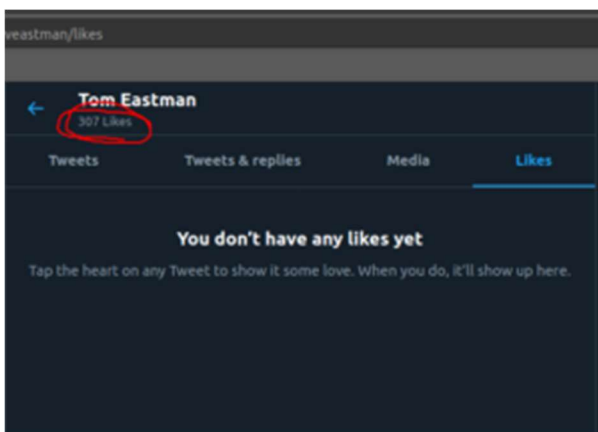 veastman/likes
Tom Eastman
307 Likes
Tweets Tweets & replies Media Likes
You don't have any likes yet
Tap the heart on any Tweet to show it some love. When you do, it'll show up here.